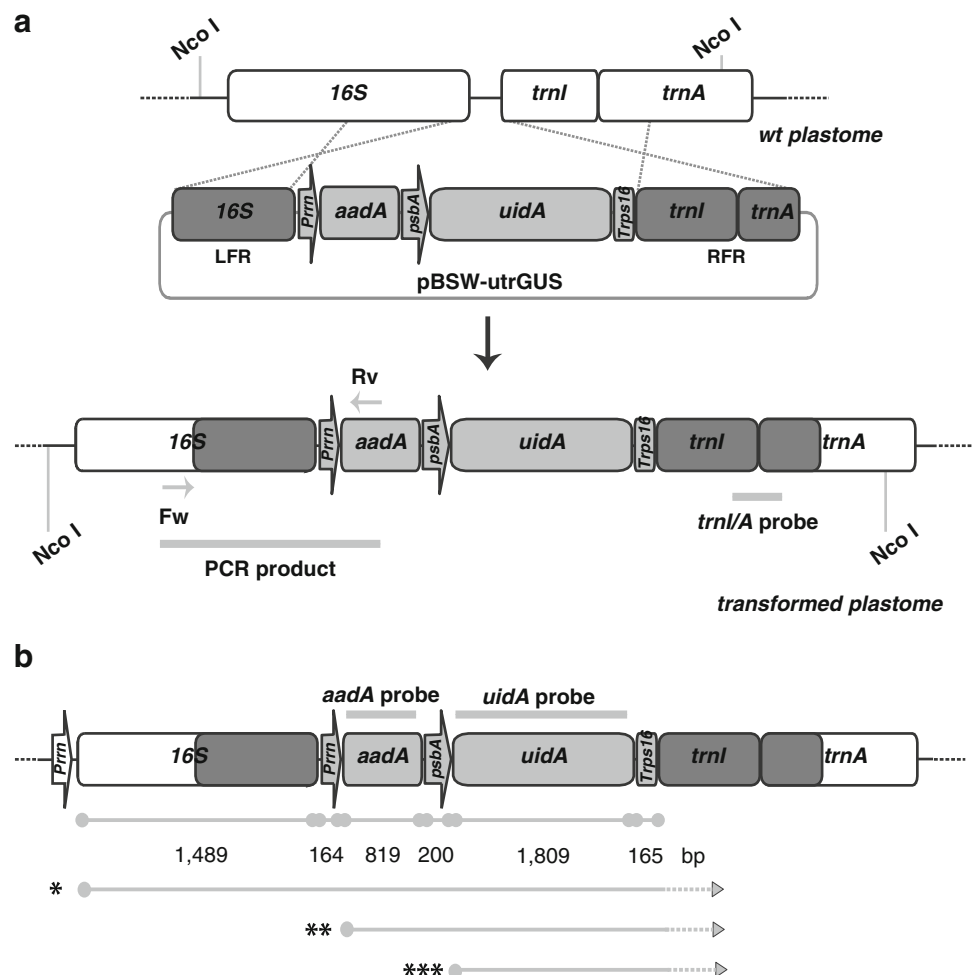 a
Nco I
Nco I
16S
trnI
trnA
wt plastome
16S
Prrn
aadA
psbA
uidA
Trps16
trnI
trnA
LFR
RFR
pBSW-utrGUS
Rv
16S
Prrn
aadA
psbA
uidA
Trps16
trnI
trnA
Fw
trnI/A probe
Nco I
Nco I
PCR product
transformed plastome
b
aadA probe
uidA probe
Prrn
16S
Prrn
aadA
psbA
uidA
Trps16
trnI
trnA
1,489 164 819 200 1,809 165 bp
*
**
***